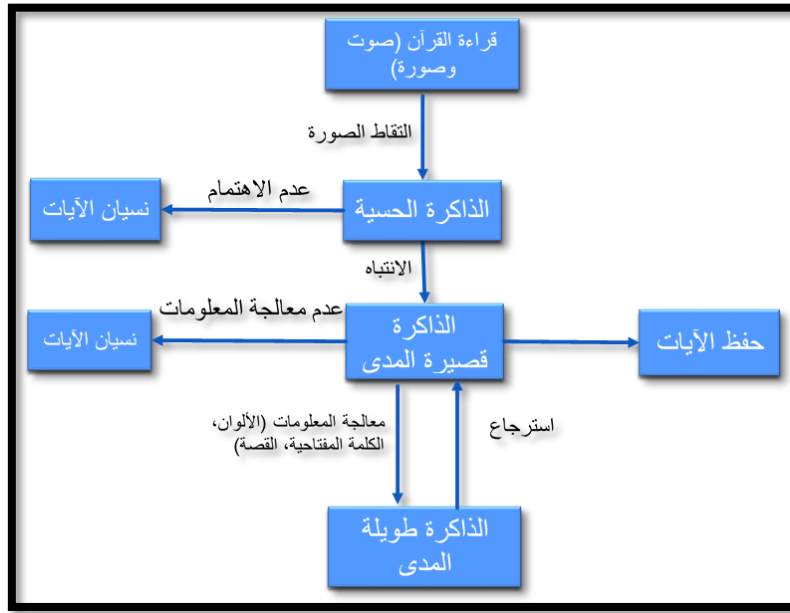 قراءة القرآن (صوت
وصورة)
التقاط الصورة
الذاكرة الحسية
عدم الاهتمام
نسيان الآيات
الانتباه
الذاكرة
قصيرة المدى
عدم معالجة المعلومات
نسيان الآيات
حفظ الآيات
معالجة المعلومات (الألوان،
الكلمة المفتاحية، القصة)
استرجاع
الذاكرة طويلة
المدى